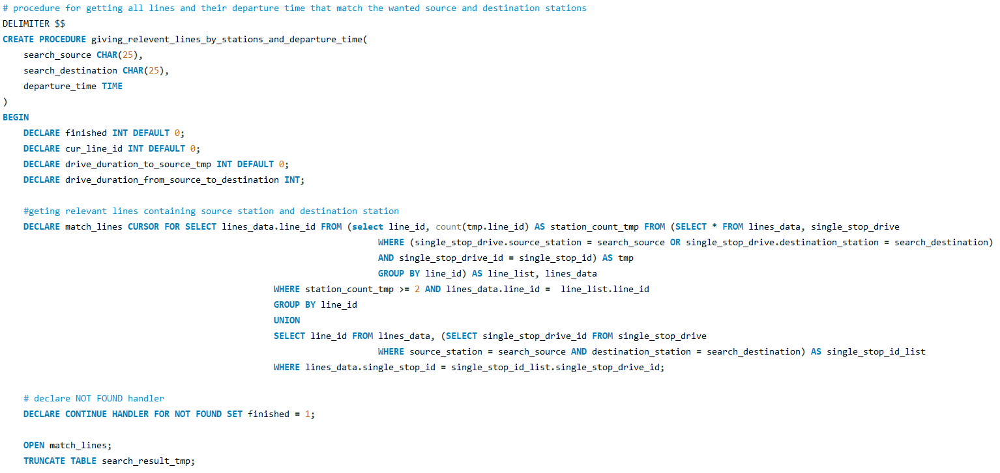 # procedure for getting all lines and their departure time that match the wanted source and destination stations
DELIMITER $$
CREATE PROCEDURE giving_relevent_lines_by_stations_and_departure_time(
    search_source CHAR(25),
    search_destination CHAR(25),
    departure_time TIME
)
BEGIN
    DECLARE finished INT DEFAULT 0;
    DECLARE cur_line_id INT DEFAULT 0;
    DECLARE drive_duration_to_source_tmp INT DEFAULT 0;
    DECLARE drive_duration_from_source_to_destination INT;

    #geting relevant lines containing source station and destination station
    DECLARE match_lines CURSOR FOR SELECT lines_data.line_id FROM (select line_id, count(tmp.line_id) AS station_count_tmp FROM (SELECT * FROM lines_data, single_stop_drive
                                                                        WHERE (single_stop_drive.source_station = search_source OR single_stop_drive.destination_station = search_destination)
                                                                        AND single_stop_drive_id = single_stop_id) AS tmp
                                                                        GROUP BY line_id) AS line_list, lines_data
                                                    WHERE station_count_tmp >= 2 AND lines_data.line_id =  line_list.line_id
                                                    GROUP BY line_id
                                                    UNION
                                                    SELECT line_id FROM lines_data, (SELECT single_stop_drive_id FROM single_stop_drive
                                                                        WHERE source_station = search_source AND destination_station = search_destination) AS single_stop_id_list
                                                    WHERE lines_data.single_stop_id = single_stop_id_list.single_stop_drive_id;

    # declare NOT FOUND handler
    DECLARE CONTINUE HANDLER FOR NOT FOUND SET finished = 1;

    OPEN match_lines;
    TRUNCATE TABLE search_result_tmp;